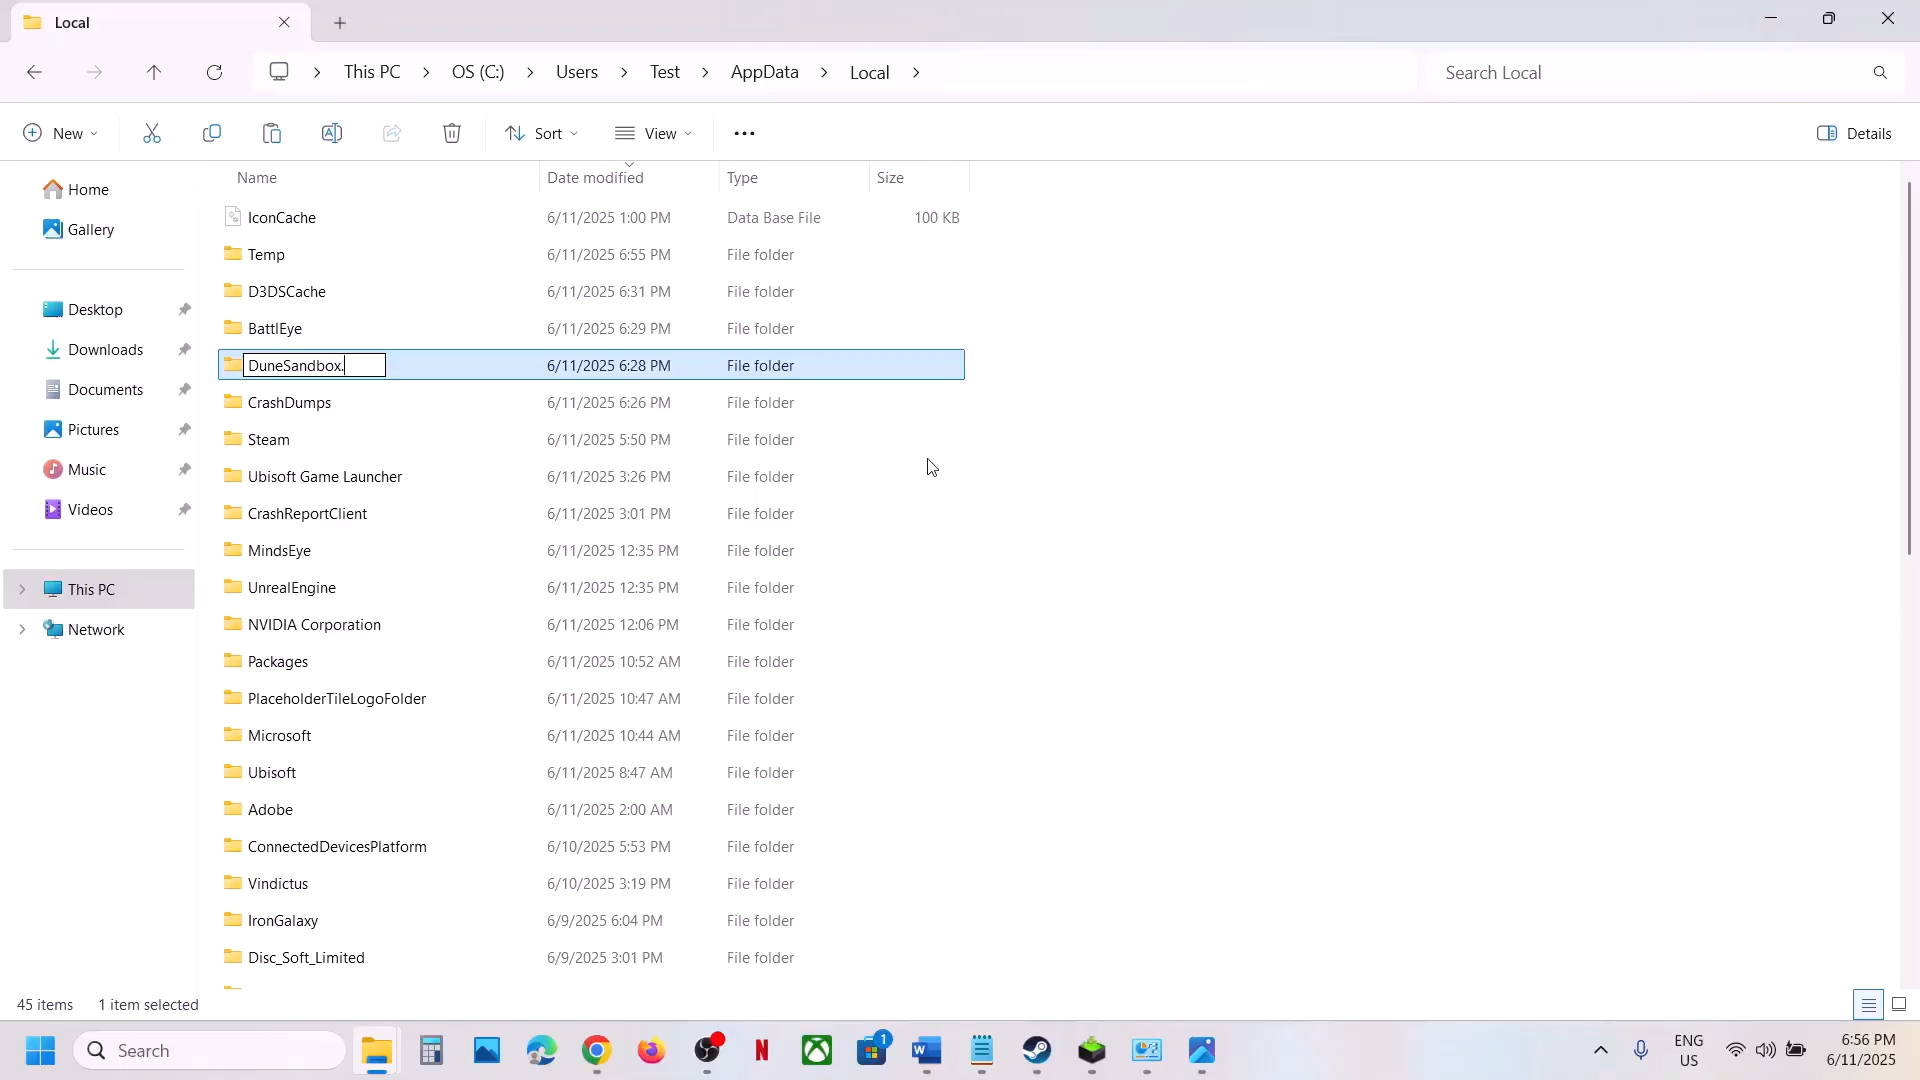 Local
This PC
OS (C:)
Users
Test
AppData
Local
Search Local
New
Sort
View
Details
Name
Date modified
Type
Size
IconCache 6/11/2025 1:00 PM Data Base File 100 KB
Temp 6/11/2025 6:55 PM File folder
D3DSCache 6/11/2025 6:31 PM File folder
BattlEye 6/11/2025 6:29 PM File folder
DuneSandbox. 6/11/2025 6:28 PM File folder
CrashDumps 6/11/2025 6:26 PM File folder
Steam 6/11/2025 5:50 PM File folder
Ubisoft Game Launcher 6/11/2025 3:26 PM File folder
CrashReportClient 6/11/2025 3:01 PM File folder
MindsEye 6/11/2025 12:35 PM File folder
UnrealEngine 6/11/2025 12:35 PM File folder
NVIDIA Corporation 6/11/2025 12:06 PM File folder
Packages 6/11/2025 10:52 AM File folder
PlaceholderTileLogoFolder 6/11/2025 10:47 AM File folder
Microsoft 6/11/2025 10:44 AM File folder
Ubisoft 6/11/2025 8:47 AM File folder
Adobe 6/11/2025 2:00 AM File folder
ConnectedDevicesPlatform 6/10/2025 5:53 PM File folder
Vindictus 6/10/2025 3:19 PM File folder
IronGalaxy 6/9/2025 6:04 PM File folder
Disc_Soft_Limited 6/9/2025 3:01 PM File folder
Home
Gallery
Desktop
Downloads
Documents
Pictures
Music
Videos
This PC
Network
45 items
1 item selected
Search
1
ENG
US
6:56 PM
6/11/2025